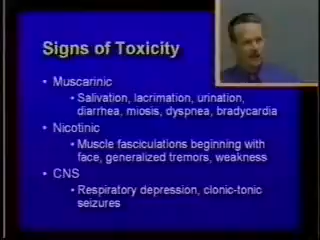 Signs of Toxicity
• Muscarinic
• Salivation, lacrimation, urination,
diarrhea, miosis, dyspnea, bradycardia
• Nicotinic
• Muscle fasciculations beginning with
face, generalized tremors, weakness
• CNS
• Respiratory depression, clonic-tonic
seizures